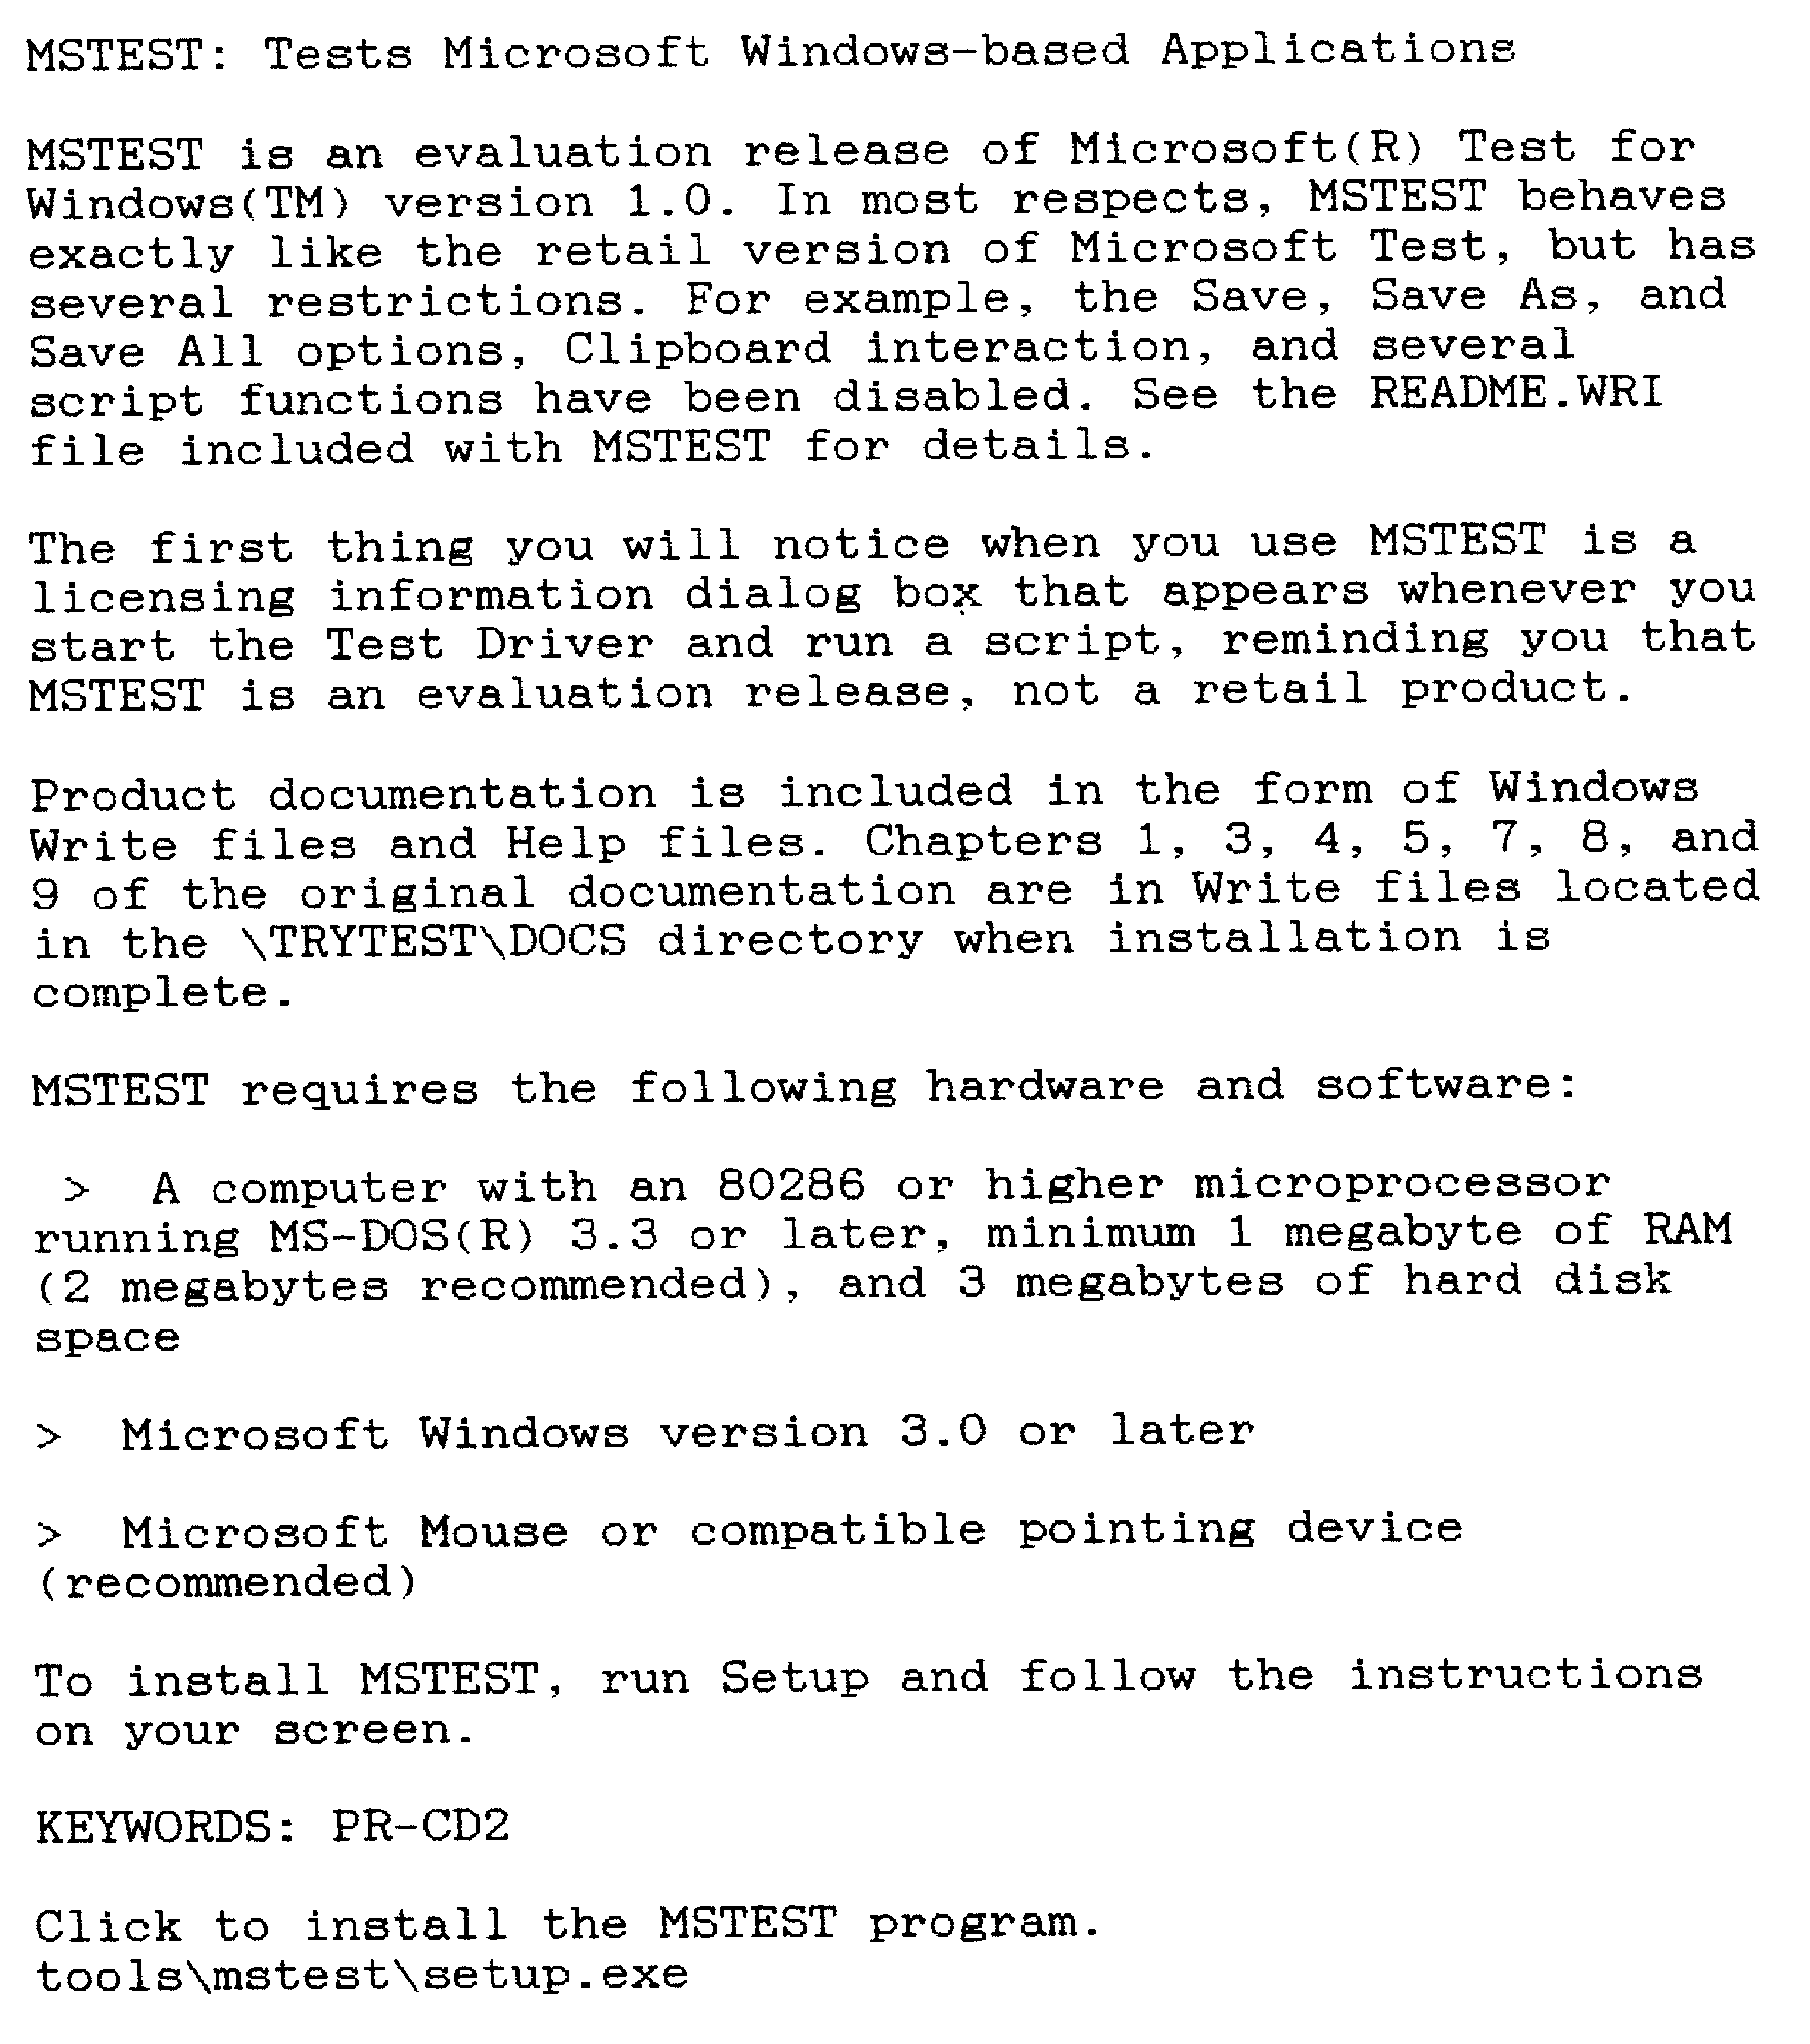 MSTEST: Tests Microsoft Windows-based Applications
MSTEST is an evaluation release of Microsoft(R) Test for
Windows(TM) version 1.0. In most respects, MSTEST behaves
exactly like the retail version of Microsoft Test, but has
several restrictions. For example, the Save, Save As, and
Save All options, Clipboard interaction, and several
script functions have been disabled. See the README.WRI
file included with MSTEST for details.
The first thing you will notice when you use MSTEST is a
licensing information dialog box that appears whenever you
start the Test Driver and run a script, reminding you that
MSTEST is an evaluation release, not a retail product.
Product documentation is included in the form of Windows
Write files and Help files. Chapters 1, 3, 4, 5, 7, 8, and
9 of the original documentation are in Write files located
in the \TRYTEST\DOCS directory when installation is
complete.
MSTEST requires the following hardware and software:
> A computer with an 80286 or higher microprocessor
running MS-DOS(R) 3.3 or later, minimum 1 megabyte of RAM
(2 megabytes recommended), and 3 megabytes of hard disk
space
> Microsoft Windows version 3.0 or later
> Microsoft Mouse or compatible pointing device
(recommended)
To install MSTEST, run Setup and follow the instructions
on your screen.
KEYWORDS: PR-CD2
Click to install the MSTEST program.
tools\mstest\setup.exe